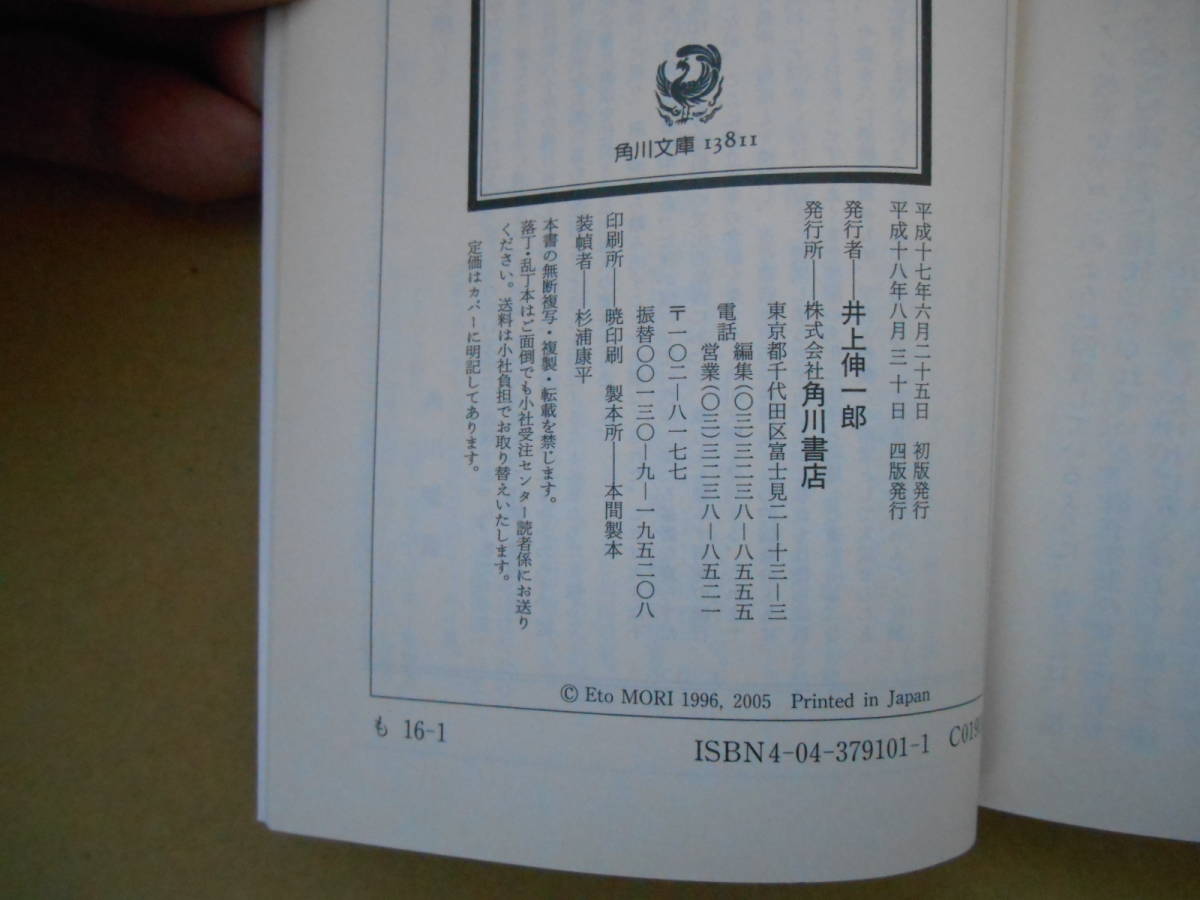 角川文庫 13811
平成十七年六月二十五日 初版発行
平成十八年八月三十日 四版発行
発行者――井上伸一郎
発行所――株式会社角川書店
東京都千代田区富士見二―十三―三
電話 編集(〇三)三二三八―八五五五
営業(〇三)三二三八―八五二一
〒一〇二―八一七七
振替〇〇一三〇―九―一九五二〇八
印刷所――暁印刷 製本所――本間製本
装幀者――杉浦康平
本書の無断複写・複製・転載を禁じます。
落丁・乱丁本はご面倒でも小社受注センター読者係にお送り
ください。送料は小社負担でお取り替えいたします。
定価はカバーに明記してあります。
© Eto MORI 1996, 2005 Printed in Japan
も 16-1
ISBN4-04-379101-1